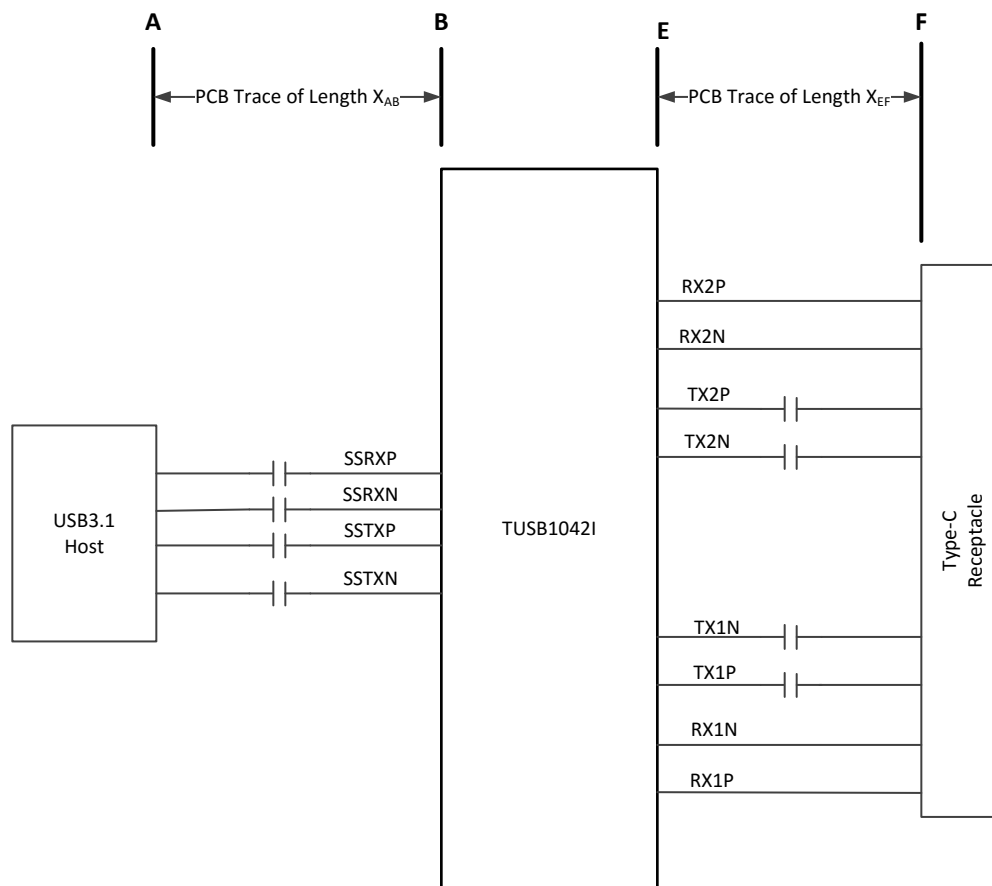 A
B
E
F
PCB Trace of Length XAB
PCB Trace of Length XEF
RX2P
RX2N
TX2P
TX2N
SSRXP
SSRXN
SSTXP
SSTXN
USB3.1
Host
TUSB1042I
TX1N
TX1P
RX1N
RX1P
Type-C
Receptacle